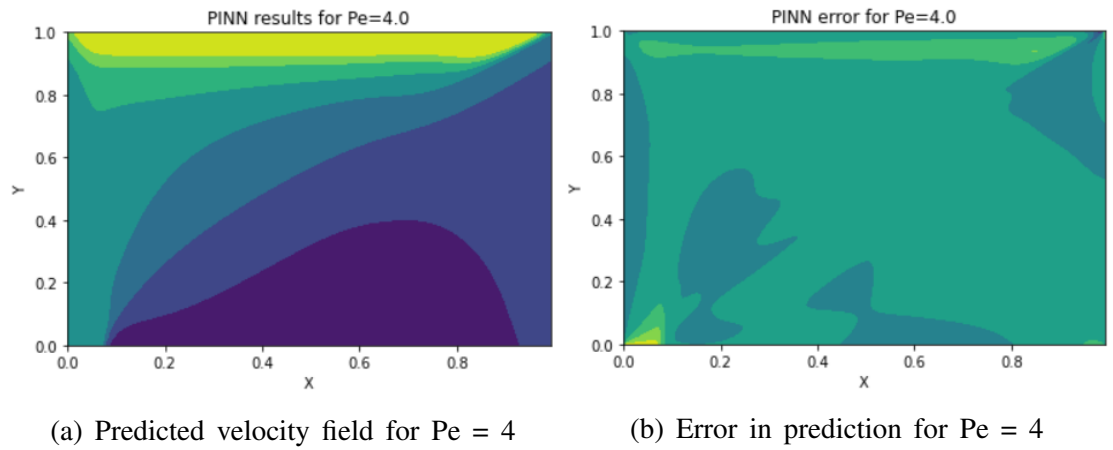 PINN results for Pe=4.0
1.0
0.8
0.6
0.4
0.2
0.0
Y
0.0 0.2 0.4 0.6 0.8
X
(a) Predicted velocity field for Pe = 4
PINN error for Pe=4.0
1.0
0.8
0.6
0.4
0.2
0.0
Y
0.0 0.2 0.4 0.6 0.8
X
(b) Error in prediction for Pe = 4